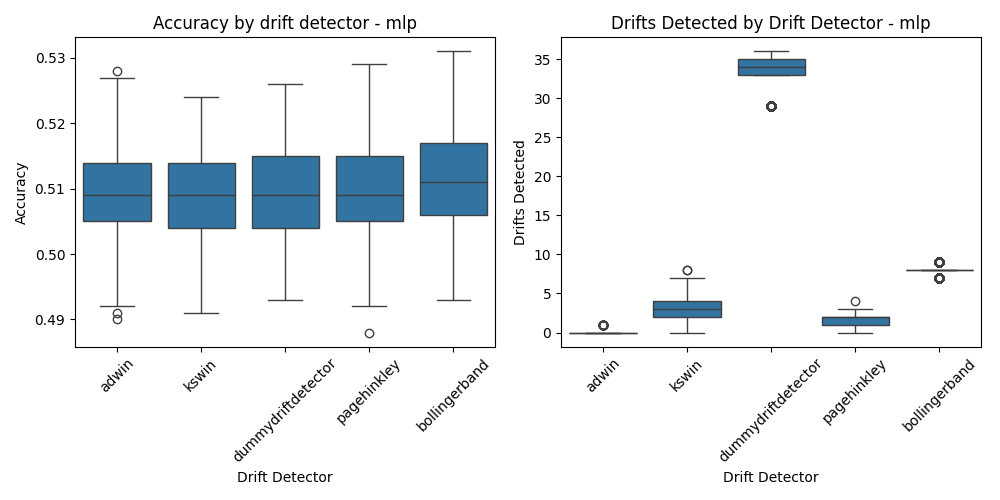 Accuracy by drift detector - mlp
0.53
0.52
0.51
0.50
0.49
Accuracy
adwin
kswin
dummydriftdetector
pagehinkley
bollingerband
Drift Detector
Drifts Detected by Drift Detector - mlp
35
30
25
20
15
10
5
0
Drifts Detected
adwin
kswin
dummydriftdetector
pagehinkley
bollingerband
Drift Detector